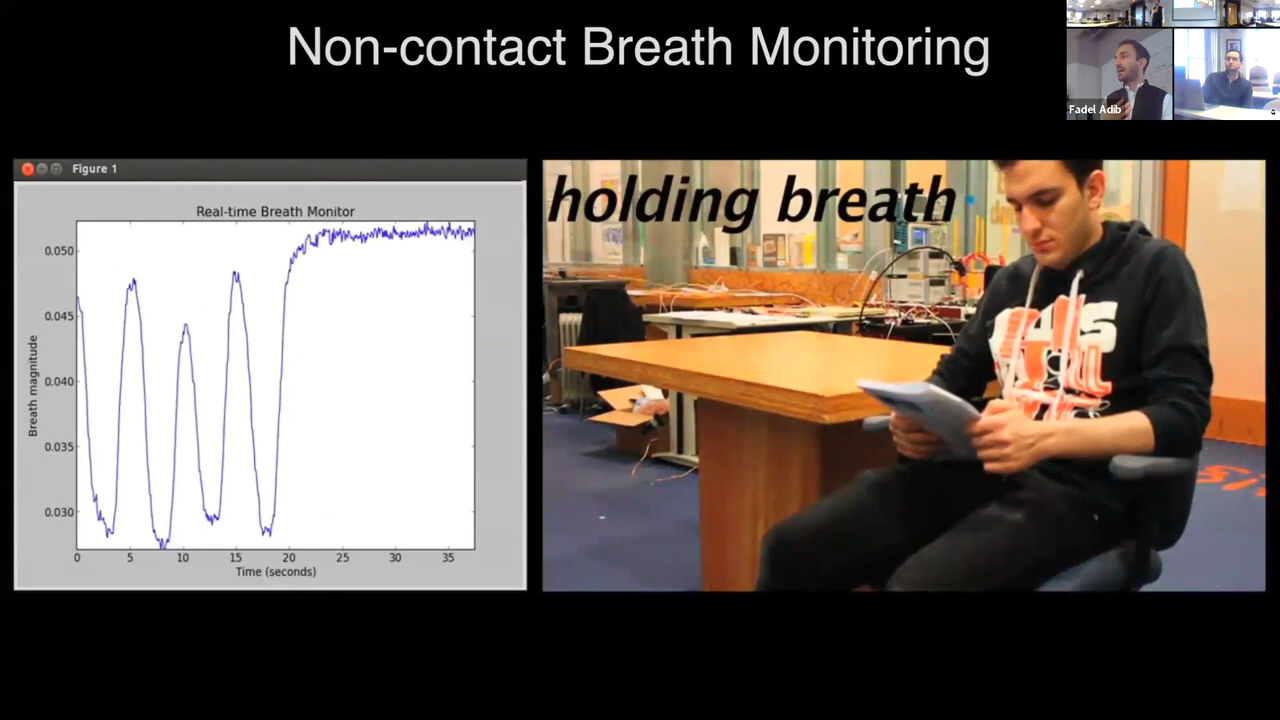 Non-contact Breath Monitoring
Fadel Adib
Figure 1
Real-time Breath Monitor
0.050
0.045
0.040
0.035
0.030
Breath magnitude
0
5
10
15
20
25
30
35
Time (seconds)
holding breath